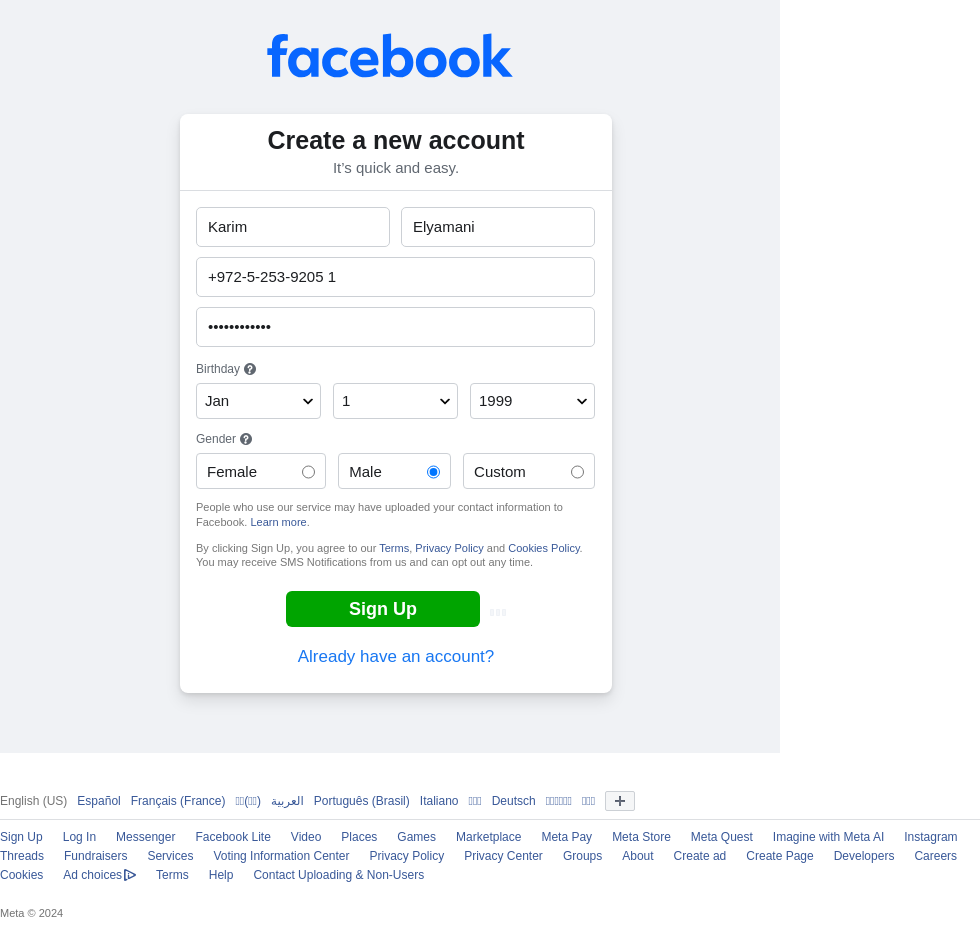 facebook
Create a new account
It's quick and easy.
Karim Elyamani
+972-5-253-9205 1
••••••••••••
Birthday
Jan 1 1999
Gender
Female Male Custom
People who use our service may have uploaded your contact information to
Facebook. Learn more.
By clicking Sign Up, you agree to our Terms, Privacy Policy and Cookies Policy.
You may receive SMS Notifications from us and can opt out any time.
Sign Up
Already have an account?
English (US) Español Français (France) العربية Português (Brasil) Italiano Deutsch
Sign Up Log In Messenger Facebook Lite Video Places Games Marketplace Meta Pay Meta Store Meta Quest Imagine with Meta AI Instagram
Threads Fundraisers Services Voting Information Center Privacy Policy Privacy Center Groups About Create ad Create Page Developers Careers
Cookies Ad choices Terms Help Contact Uploading & Non-Users
Meta © 2024